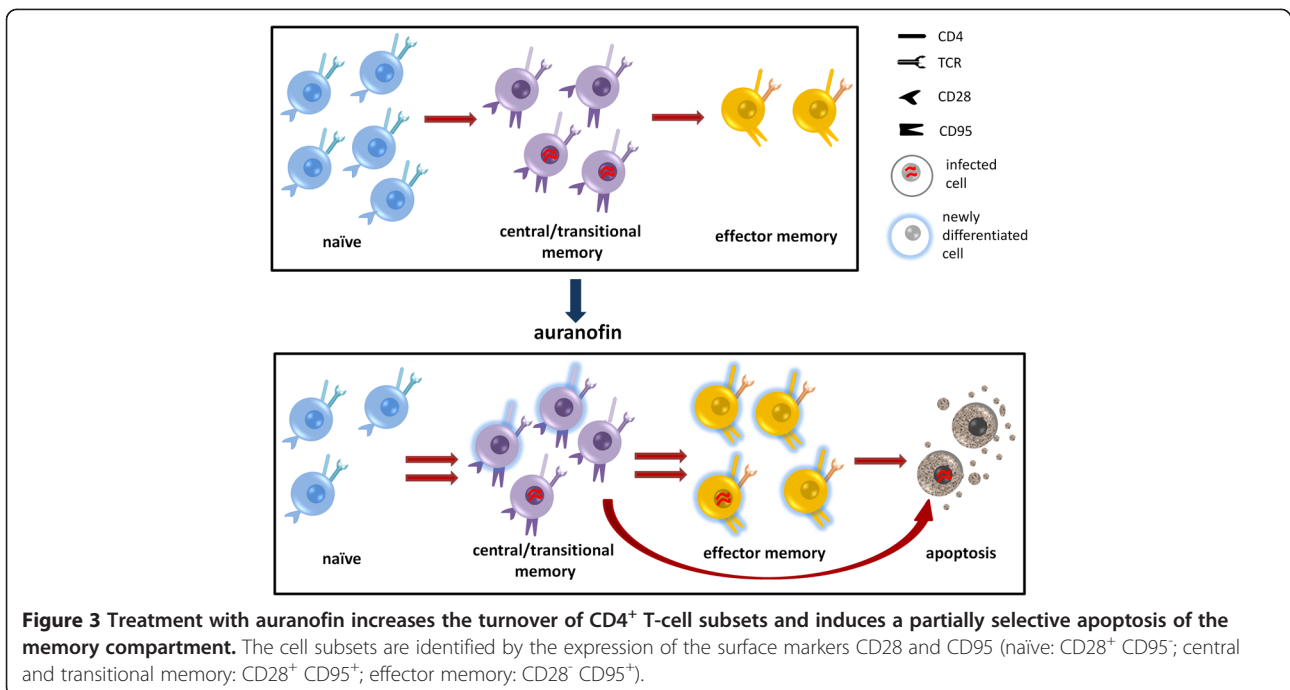 CD4
TCR
CD28
CD95
infected
cell
newly
differentiated
cell
naïve
central/transitional
memory
effector memory
auranofin
naïve
central/transitional
memory
effector memory
apoptosis
Figure 3 Treatment with auranofin increases the turnover of CD4⁺ T-cell subsets and induces a partially selective apoptosis of the
memory compartment. The cell subsets are identified by the expression of the surface markers CD28 and CD95 (naïve: CD28⁺ CD95⁻; central
and transitional memory: CD28⁺ CD95⁺; effector memory: CD28⁻ CD95⁺).